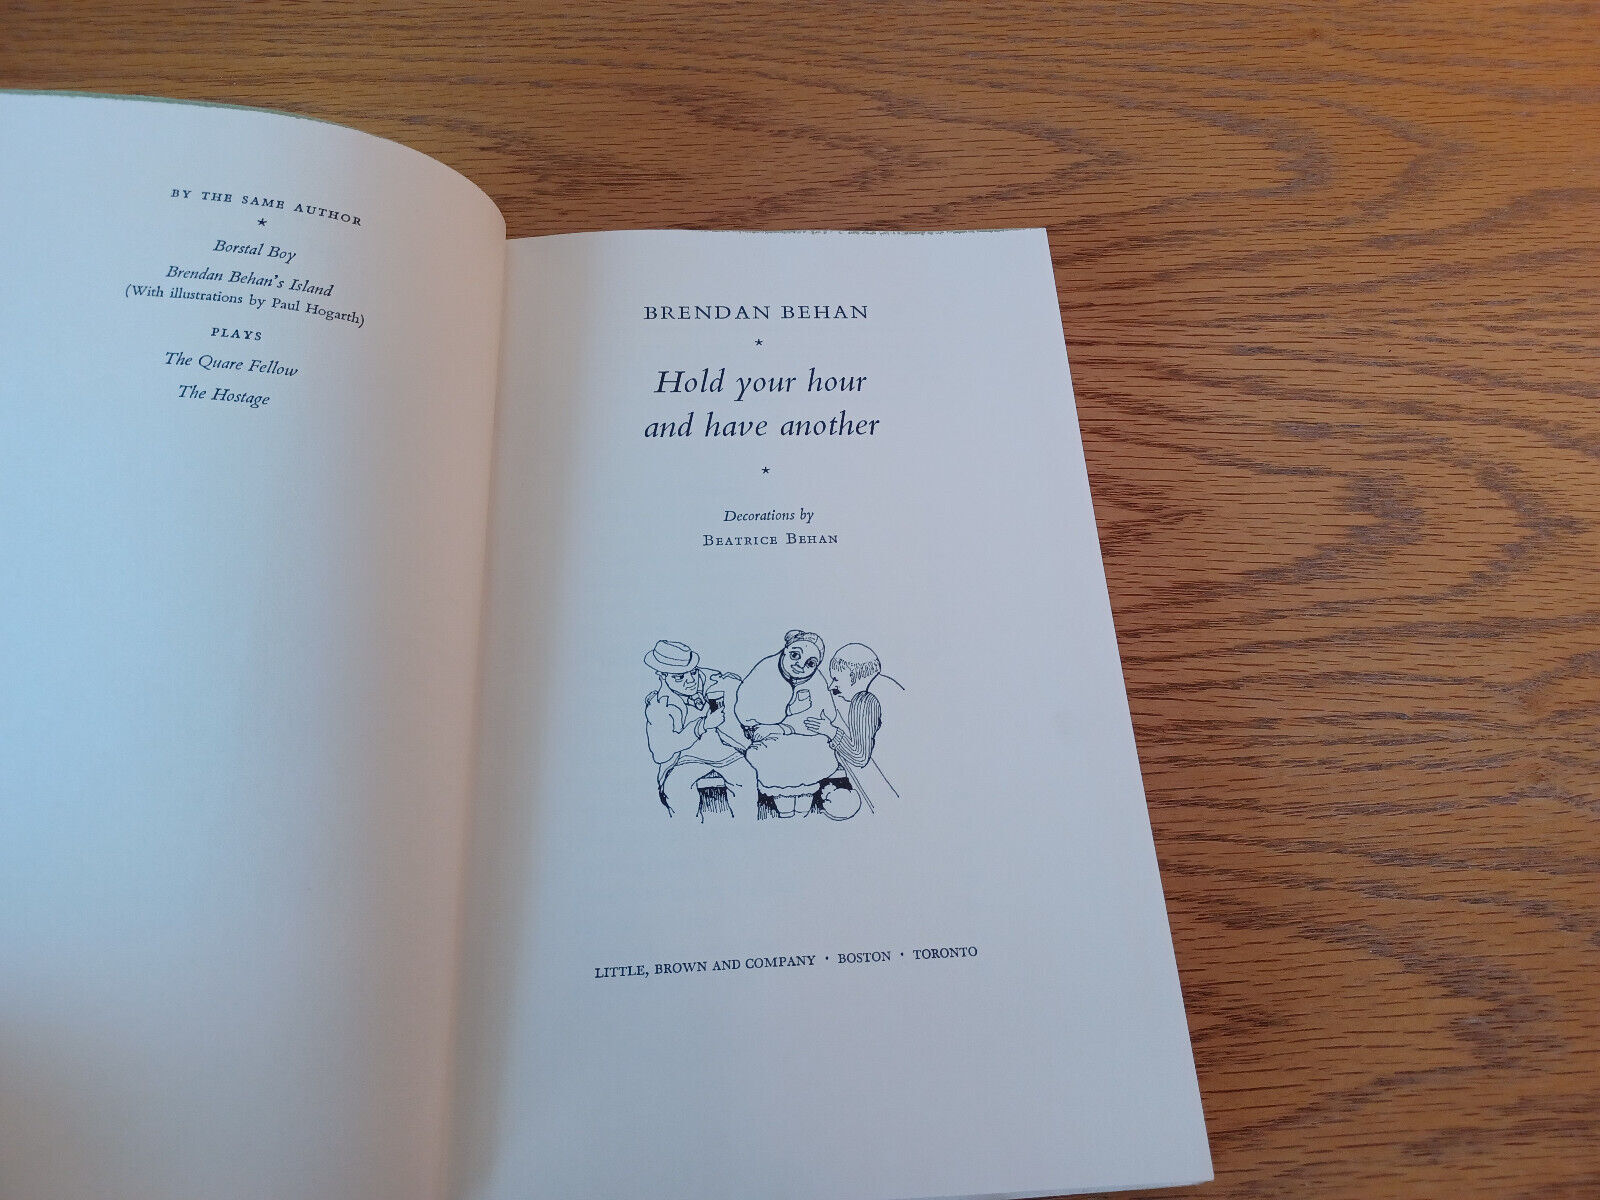 BY THE SAME AUTHOR
★
Borstal Boy
Brendan Behan's Island
(With illustrations by Paul Hogarth)
PLAYS
The Quare Fellow
The Hostage
BRENDAN BEHAN
★
Hold your hour
and have another
★
Decorations by
BEATRICE BEHAN
LITTLE, BROWN AND COMPANY · BOSTON · TORONTO